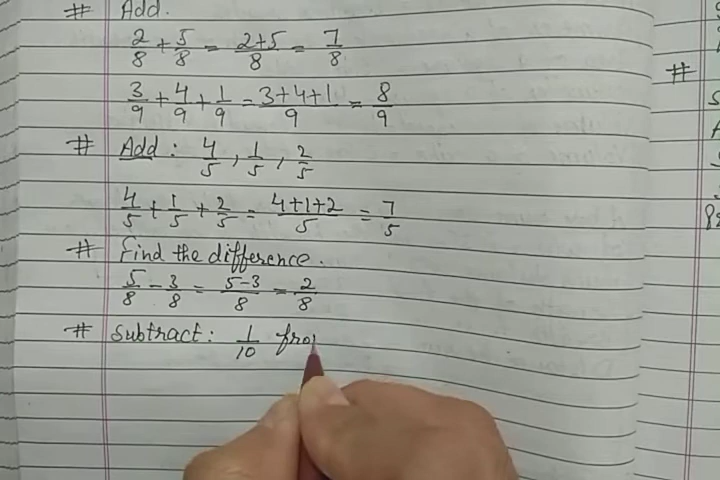 # Add.
2/8 + 5/8 = 2+5/8 = 7/8
3/9 + 4/9 + 1/9 = 3+4+1/9 = 8/9
# Add: 4/5, 1/5, 2/5
4/5 + 1/5 + 2/5 = 4+1+2/5 = 7/5
# Find the difference.
5/8 - 3/8 = 5-3/8 = 2/8
# Subtract: 1/10 fro
#